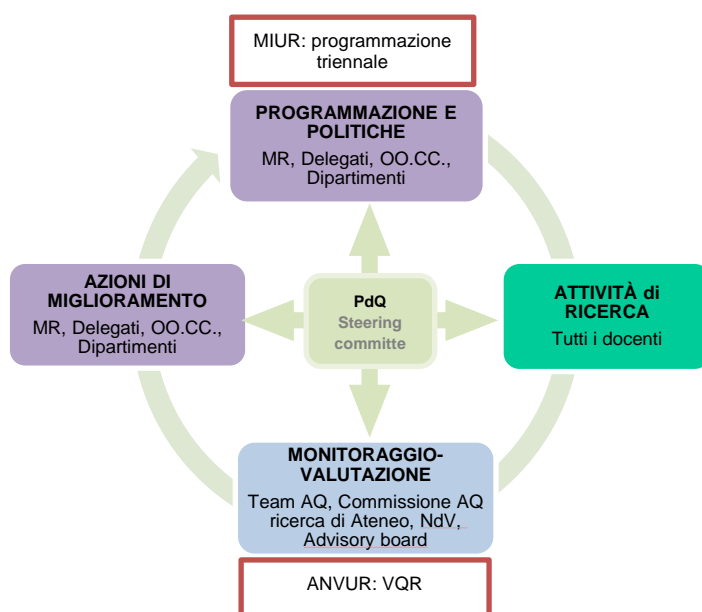 MIUR: programmazione
triennale
PROGRAMMAZIONE E
POLITICHE
MR, Delegati, OO.CC.,
Dipartimenti
AZIONI DI
MIGLIORAMENTO
MR, Delegati, OO.CC.,
Dipartimenti
PdQ
Steering
committe
ATTIVITÀ di
RICERCA
Tutti i docenti
MONITORAGGIO-
VALUTAZIONE
Team AQ, Commissione AQ
ricerca di Ateneo, NdV,
Advisory board
ANVUR: VQR